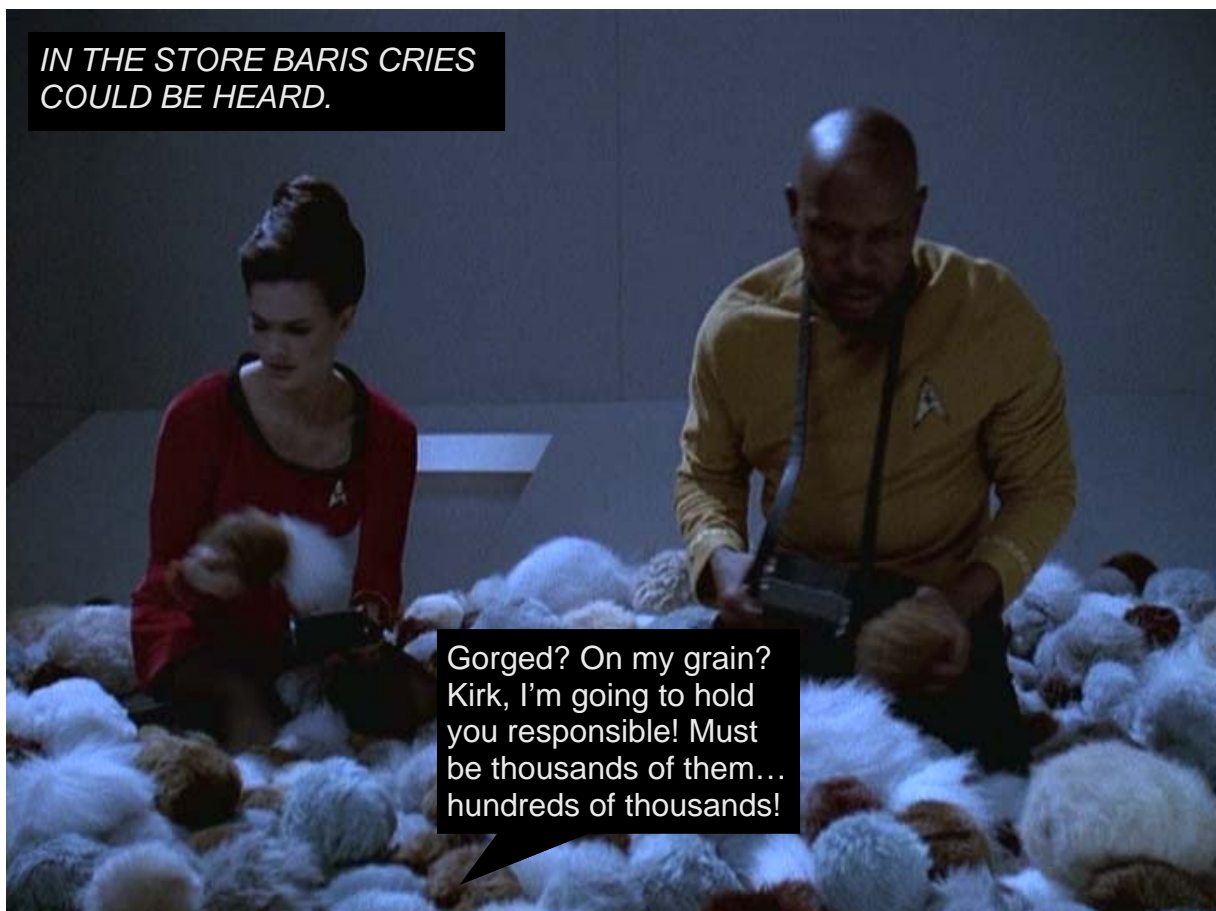 IN THE STORE BARIS CRIES
COULD BE HEARD.
Gorged? On my grain?
Kirk, I’m going to hold
you responsible! Must
be thousands of them…
hundreds of thousands!